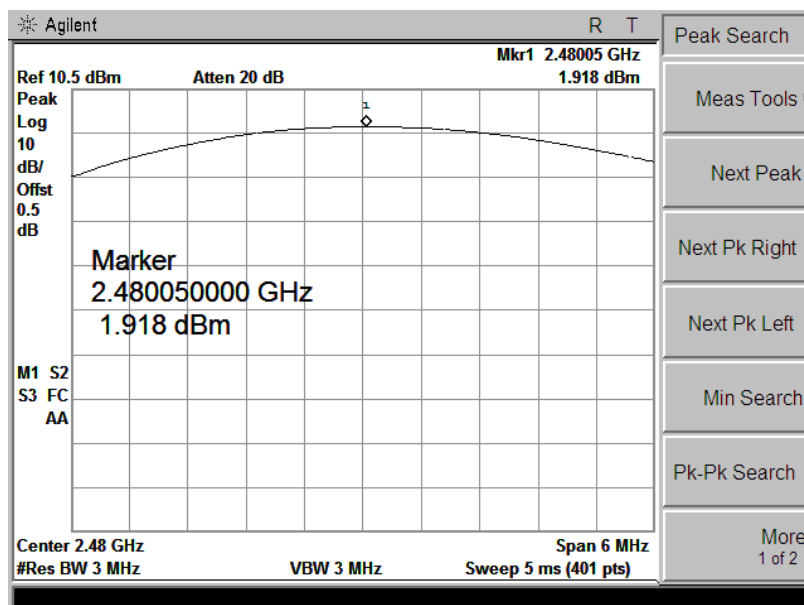 Agilent R T
Mkr1 2.48005 GHz
Ref 10.5 dBm Atten 20 dB 1.918 dBm
Peak
Log
10
dB/
Offst
0.5
dB
1
Marker
2.480050000 GHz
1.918 dBm
M1 S2
S3 FC
AA
Center 2.48 GHz Span 6 MHz
#Res BW 3 MHz VBW 3 MHz Sweep 5 ms (401 pts)
Peak Search
Meas Tools
Next Peak
Next Pk Right
Next Pk Left
Min Search
Pk-Pk Search
More
1 of 2